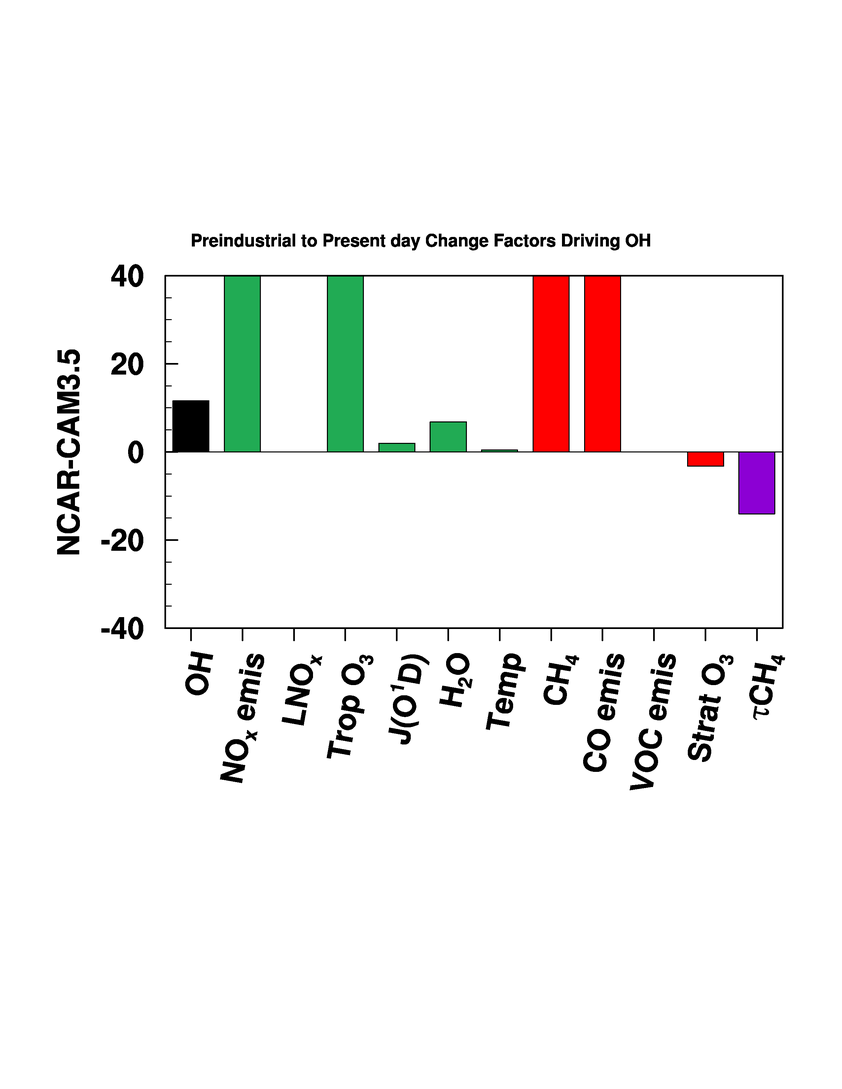 Preindustrial to Present day Change Factors Driving OH
NCAR-CAM3.5
40
20
0
-20
-40
OH
NOₓ emis
LNOₓ
Trop O₃
J(O¹D)
H₂O
Temp
CH₄
CO emis
VOC emis
Strat O₃
τCH₄